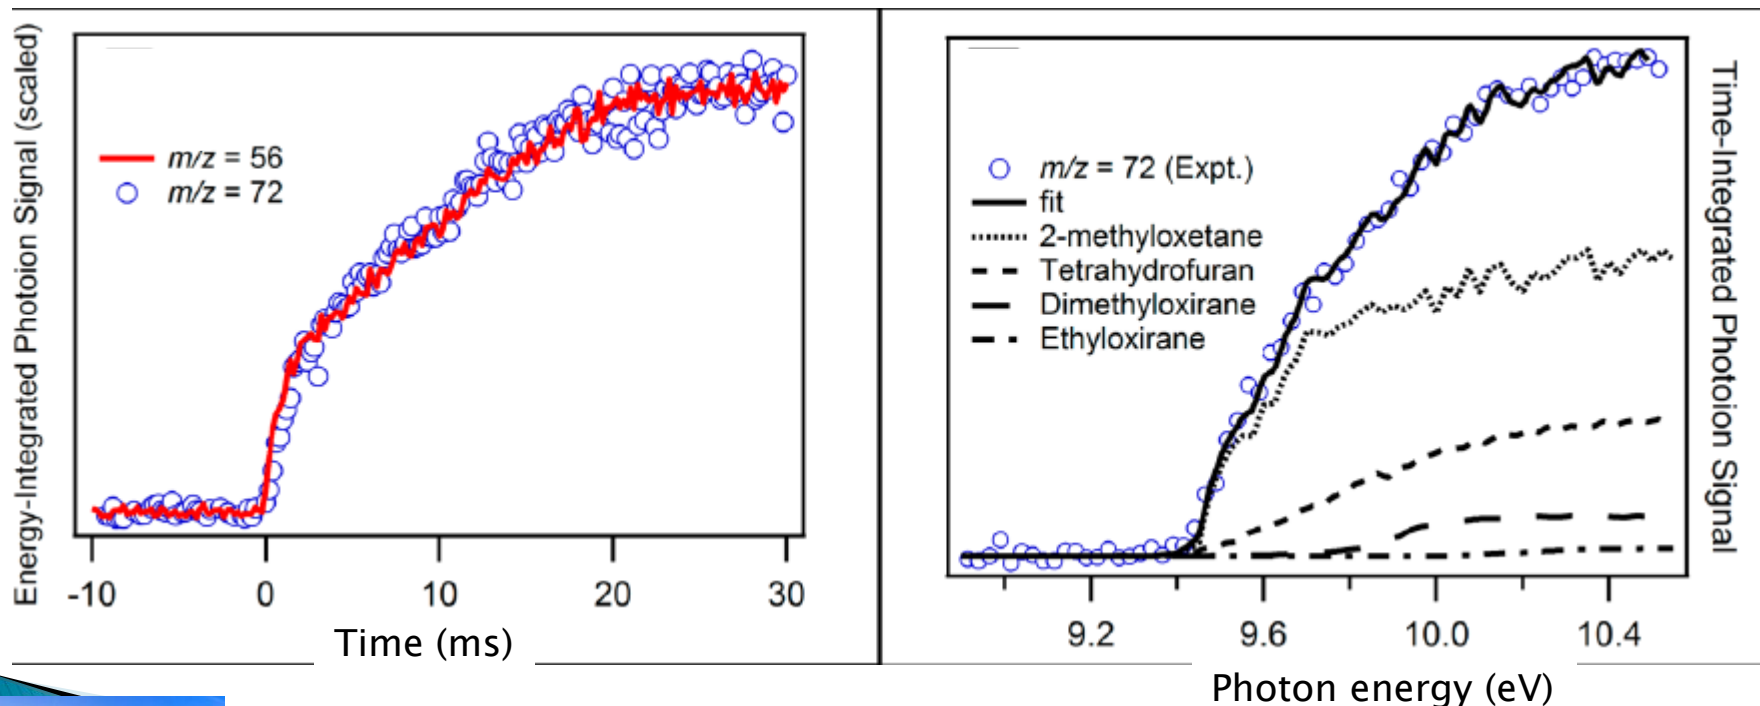 Energy-Integrated Photoion Signal (scaled)
m/z = 56
m/z = 72
-10
0
10
20
30
Time (ms)
m/z = 72 (Expt.)
fit
2-methyloxetane
Tetrahydrofuran
Dimethyloxirane
Ethyloxirane
9.2
9.6
10.0
10.4
Photon energy (eV)
Time-Integrated Photoion Signal